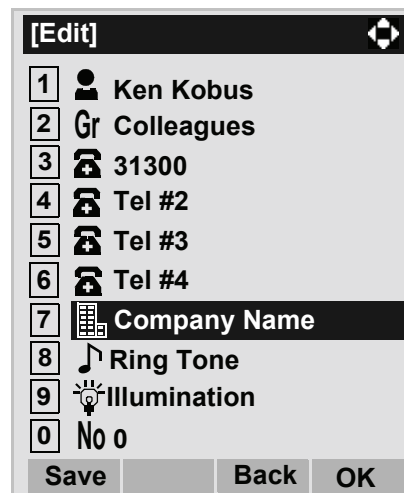 [Edit]
1 Ken Kobus
2 Gr Colleagues
3 31300
4 Tel #2
5 Tel #3
6 Tel #4
7 Company Name
8 Ring Tone
9 Illumination
0 No 0
Save Back OK